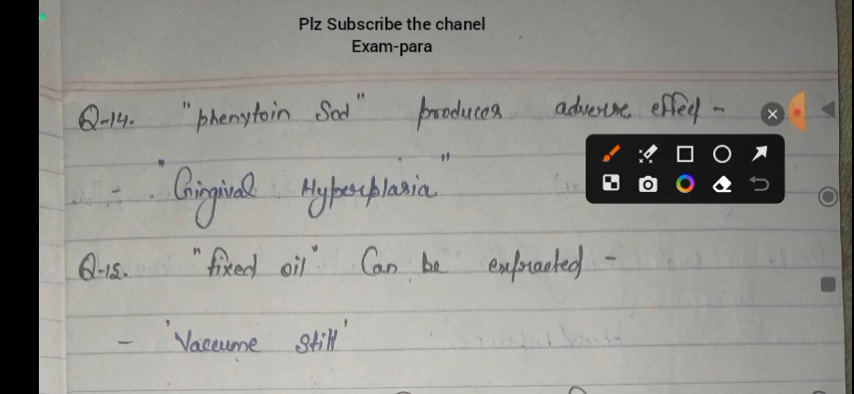 Plz Subscribe the chanel
Exam-para
Q-14. "phenytoin Sod" produces adverse effect -
- "Gingival Hyperplasia"
Q-15. "fixed oil" Can be extracted -
- 'Vaccume Still'